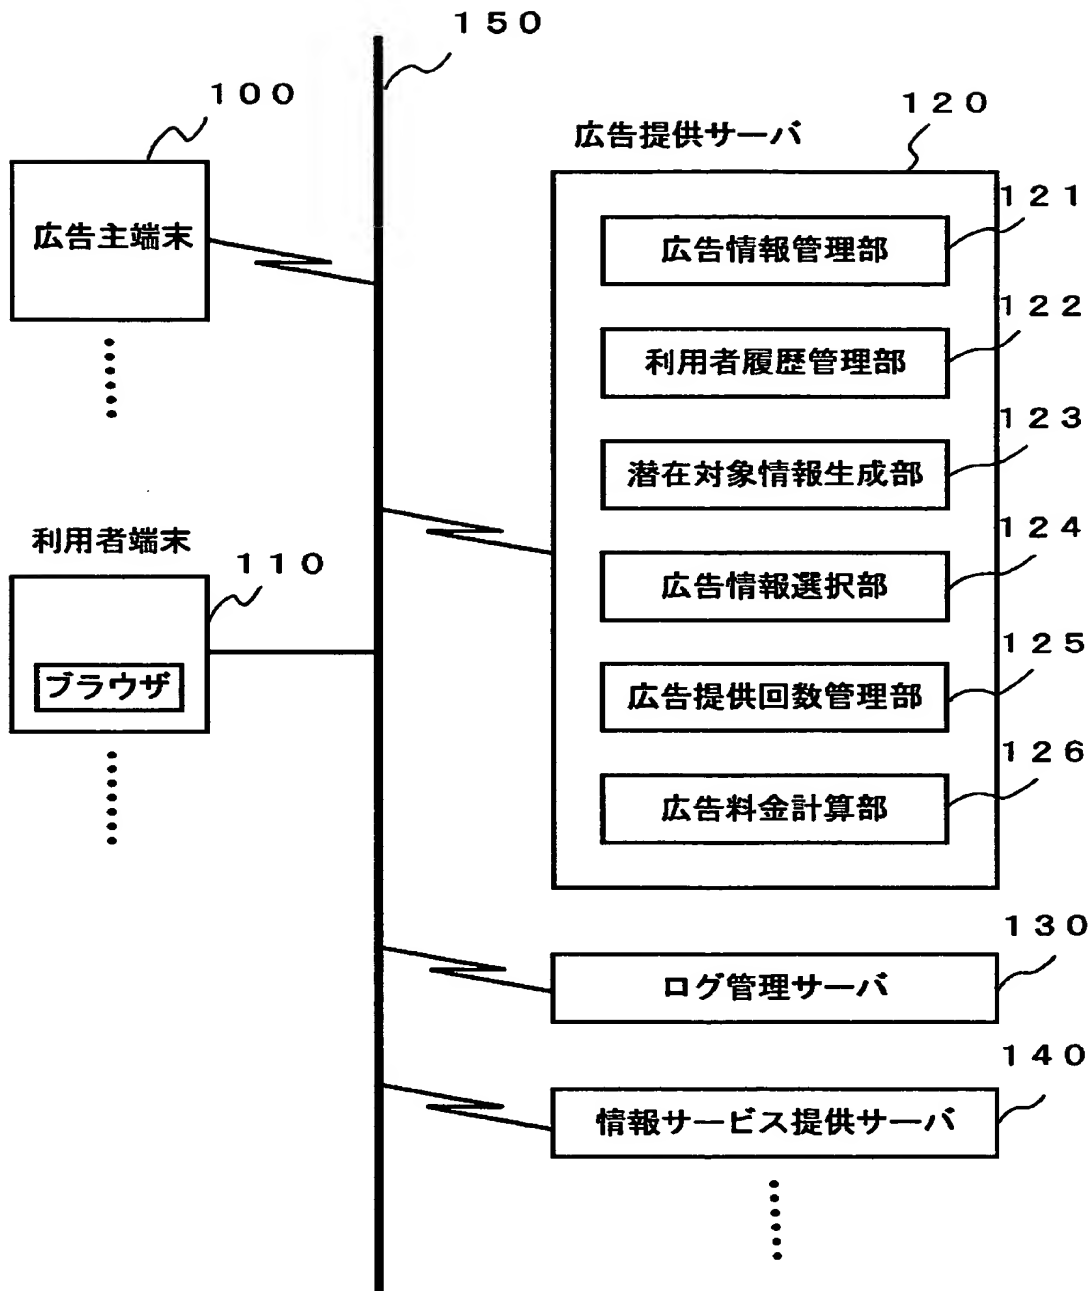 １５０
１００
広告主端末
利用者端末
１１０
ブラウザ
１２０
広告提供サーバ
１２１
広告情報管理部
１２２
利用者履歴管理部
１２３
潜在対象情報生成部
１２４
広告情報選択部
１２５
広告提供回数管理部
１２６
広告料金計算部
１３０
ログ管理サーバ
１４０
情報サービス提供サーバ